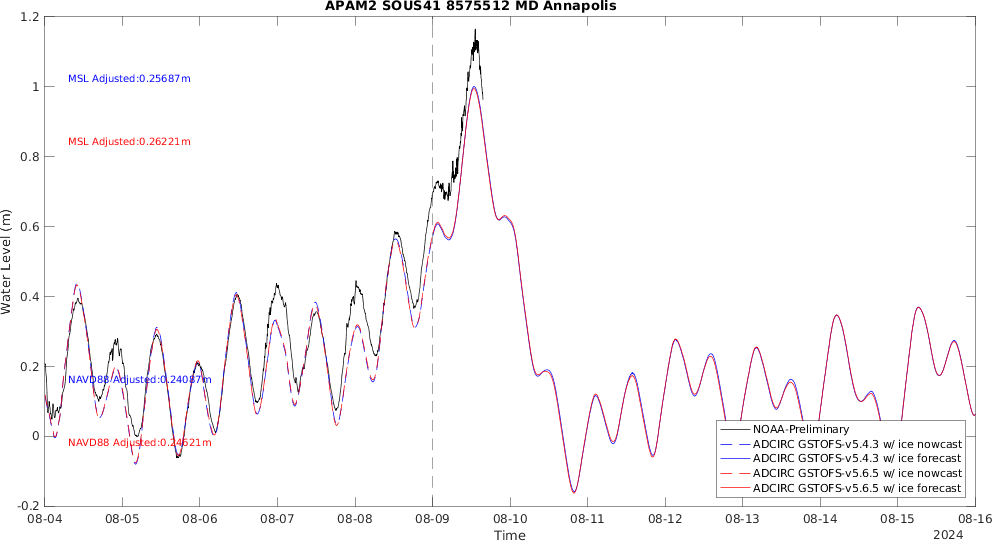 APAM2 SOUS41 8575512 MD Annapolis
1.2
1
0.8
0.6
0.4
0.2
0
-0.2
Water Level (m)
MSL Adjusted:0.25687m
MSL Adjusted:0.26221m
NAVD88 Adjusted:0.24087m
NAVD88 Adjusted:0.24621m
NOAA-Preliminary
ADCIRC GSTOFS-v5.4.3 w/ ice nowcast
ADCIRC GSTOFS-v5.4.3 w/ ice forecast
ADCIRC GSTOFS-v5.6.5 w/ ice nowcast
ADCIRC GSTOFS-v5.6.5 w/ ice forecast
08-04 08-05 08-06 08-07 08-08 08-09 08-10 08-11 08-12 08-13 08-14 08-15 08-16
Time
2024